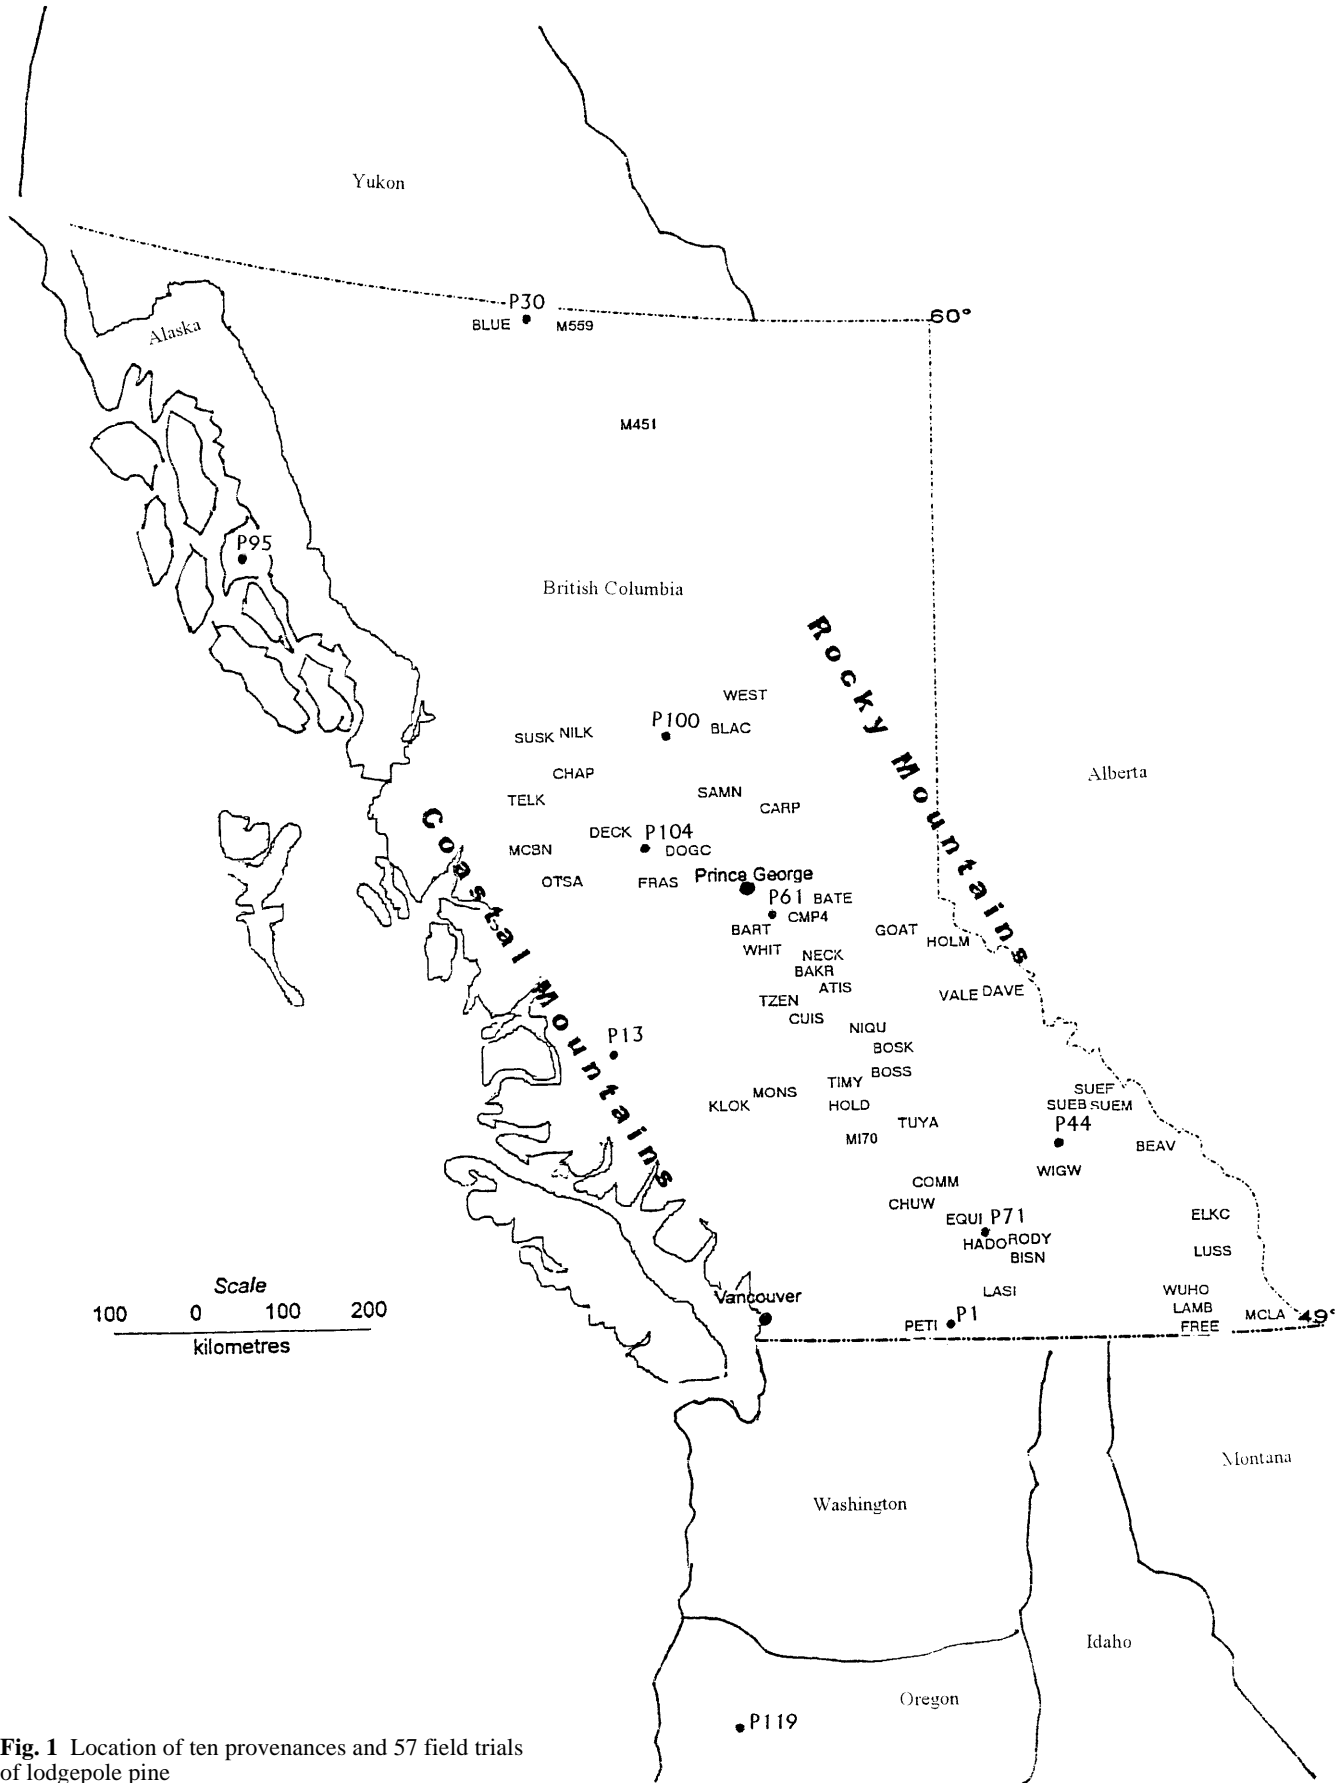 Yukon
P30
60°
BLUE
M559
Alaska
M451
P95
British Columbia
Rocky Mountains
WEST
P100
BLAC
SUSK
NILK
CHAP
Alberta
TELK
SAMN
CARP
Coastal Mountains
DECK
P104
MCBN
DOGC
OTSA
FRAS
Prince George
P61
BATE
CMP4
BART
GOAT
HOLM
WHIT
NECK
BAKR
ATIS
TZEN
VALE
DAVE
CUIS
NIQU
P13
BOSK
BOSS
TIMY
MONS
SUEF
KLOK
HOLD
SUEB
SUEM
TUYA
P44
MI70
BEAV
WIGW
COMM
CHUW
EQUI
P71
ELKC
HADO
RODY
BISN
LUSS
Scale
LASI
WUHO
Vancouver
100 0 100 200
LAMB
MCLA
49°
PETI
P1
FREE
kilometres
Montana
Washington
Idaho
Oregon
P119
Fig. 1 Location of ten provenances and 57 field trials
of lodgepole pine